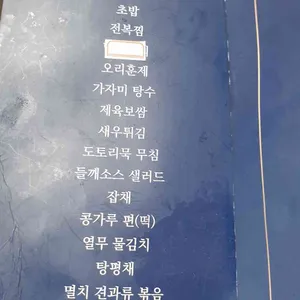 초밥
전복찜
오리훈제
가자미 탕수
제육보쌈
새우튀김
도토리묵 무침
들깨소스 샐러드
잡채
콩가루 편(떡)
열무 물김치
탕평채
멸치 견과류 볶음